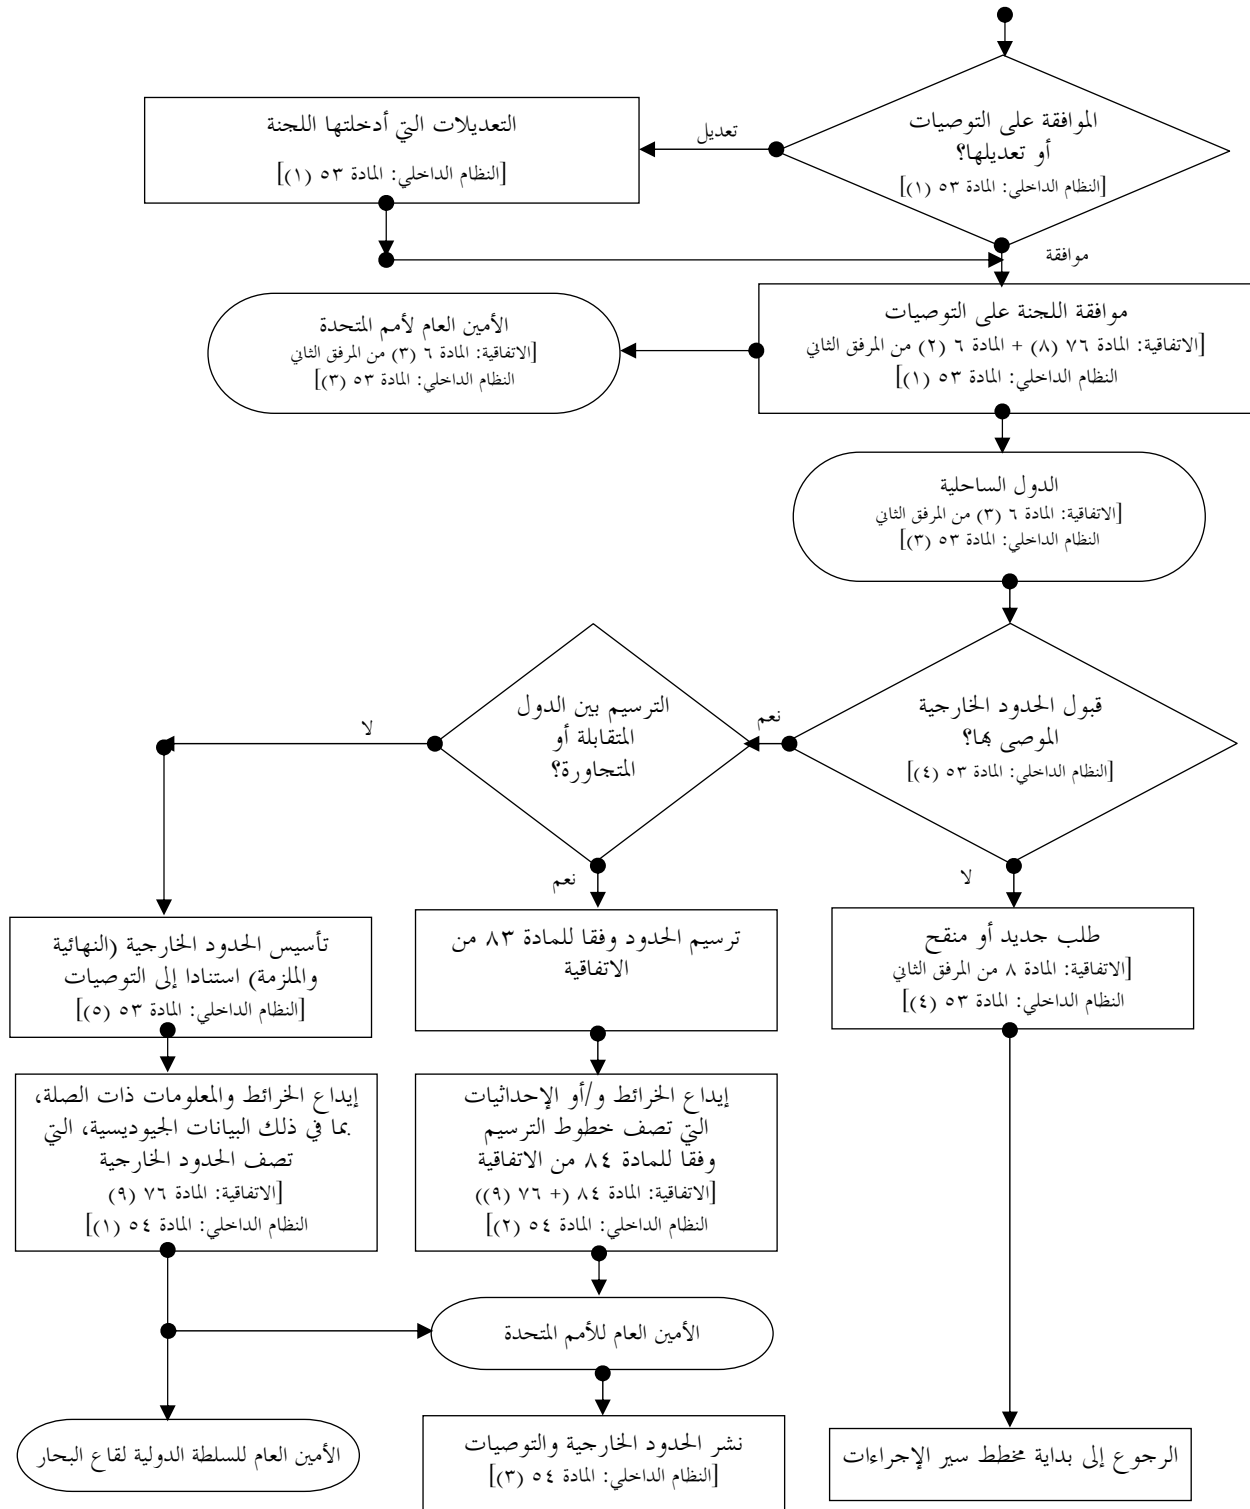 الموافقة على التوصيات
أو تعديلها؟
[النظام الداخلي: المادة ٥٣ (١)]
تعديل
التعديلات التي أدخلتها اللجنة
[النظام الداخلي: المادة ٥٣ (١)]
موافقة
موافقة اللجنة على التوصيات
[الاتفاقية: المادة ٧٦ (٨) + المادة ٦ (٢) من المرفق الثاني
النظام الداخلي: المادة ٥٣ (١)]
الأمين العام لأمم المتحدة
[الاتفاقية: المادة ٦ (٣) من المرفق الثاني
النظام الداخلي: المادة ٥٣ (٣)]
الدول الساحلية
[الاتفاقية: المادة ٦ (٣) من المرفق الثاني
النظام الداخلي: المادة ٥٣ (٣)]
قبول الحدود الخارجية
الموصى بها؟
[النظام الداخلي: المادة ٥٣ (٤)]
نعم
الترسيم بين الدول
المتقابلة أو
المتجاورة؟
لا
لا
نعم
طلب جديد أو منقح
[الاتفاقية: المادة ٨ من المرفق الثاني
النظام الداخلي: المادة ٥٣ (٤)]
ترسيم الحدود وفقا للمادة ٨٣ من
الاتفاقية
تأسيس الحدود الخارجية (النهائية
والملزمة) استنادا إلى التوصيات
[النظام الداخلي: المادة ٥٣ (٥)]
إيداع الخرائط و/أو الإحداثيات
التي تصف خطوط الترسيم
وفقا للمادة ٨٤ من الاتفاقية
[الاتفاقية: المادة ٨٤ (+ ٧٦ (٩))
النظام الداخلي: المادة ٥٤ (٢)]
إيداع الخرائط والمعلومات ذات الصلة،
بما في ذلك البيانات الجيوديسية، التي
تصف الحدود الخارجية
[الاتفاقية: المادة ٧٦ (٩)
النظام الداخلي: المادة ٥٤ (١)]
الأمين العام للأمم المتحدة
الرجوع إلى بداية مخطط سير الإجراءات
نشر الحدود الخارجية والتوصيات
[النظام الداخلي: المادة ٥٤ (٣)]
الأمين العام للسلطة الدولية لقاع البحار